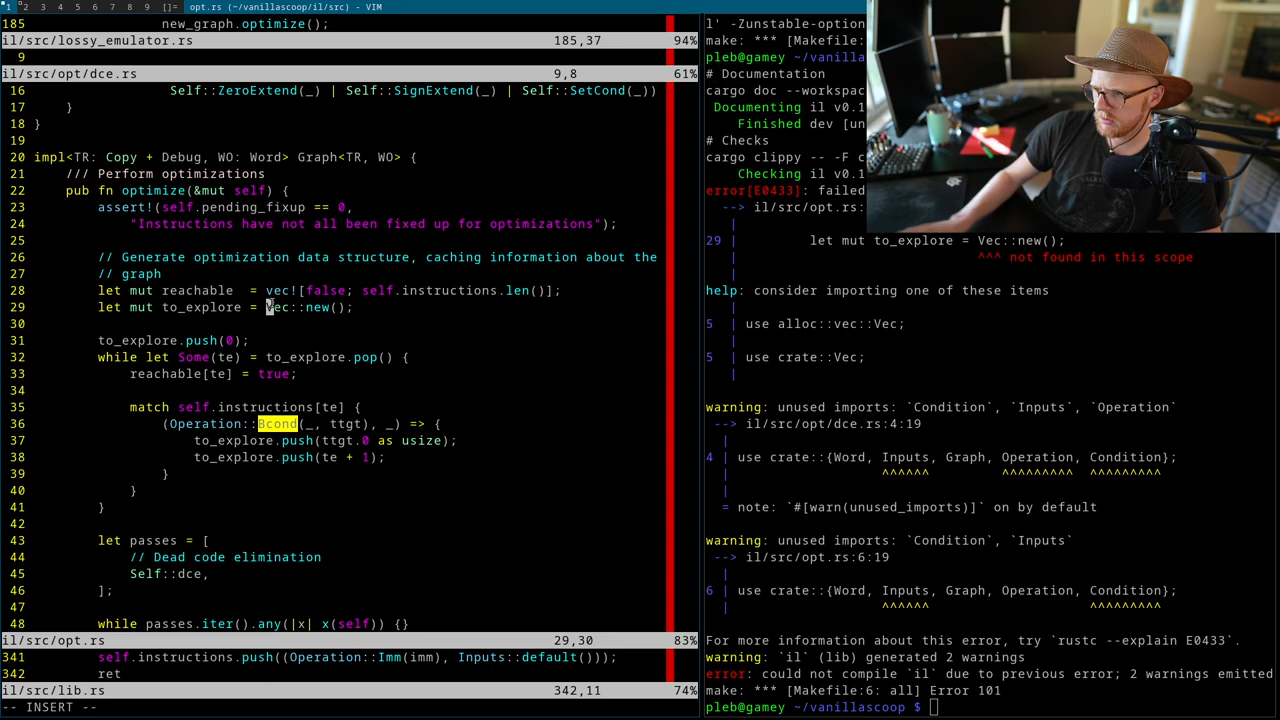 1 2 3 4 5 6 7 8 9 []= opt.rs (~/vanillascoop/il/src) - VIM
185                 new_graph.optimize();
il/src/lossy_emulator.rs 185,37 94%
9
il/src/opt/dce.rs 9,8 61%
16                  Self::ZeroExtend(_) | Self::SignExtend(_) | Self::SetCond(_))
17     }
18 }
19
20 impl<TR: Copy + Debug, WO: Word> Graph<TR, WO> {
21     /// Perform optimizations
22     pub fn optimize(&mut self) {
23         assert!(self.pending_fixup == 0,
24             "Instructions have not all been fixed up for optimizations");
25
26         // Generate optimization data structure, caching information about the
27         // graph
28         let mut reachable  = vec![false; self.instructions.len()];
29         let mut to_explore = Vec::new();
30
31         to_explore.push(0);
32         while let Some(te) = to_explore.pop() {
33             reachable[te] = true;
34
35             match self.instructions[te] {
36                 (Operation::Bcond(_, ttgt), _) => {
37                     to_explore.push(ttgt.0 as usize);
38                     to_explore.push(te + 1);
39                 }
40             }
41         }
42
43         let passes = [
44             // Dead code elimination
45             Self::dce,
46         ];
47
48         while passes.iter().any(|x| x(self)) {}
il/src/opt.rs 29,30 83%
341         self.instructions.push((Operation::Imm(imm), Inputs::default()));
342         ret
il/src/lib.rs 342,11 74%
-- INSERT --
l' -Zunstable-option
make: *** [Makefile:
pleb@gamey ~/vanilla
# Documentation
cargo doc --workspac
 Documenting il v0.1
    Finished dev [un
# Checks
cargo clippy -- -F c
    Checking il v0.1
error[E0433]: failed
  --> il/src/opt.rs:
   |
29 |         let mut to_explore = Vec::new();
   |                              ^^^ not found in this scope
   |
help: consider importing one of these items
   |
5  | use alloc::vec::Vec;
   |
5  | use crate::Vec;
   |
warning: unused imports: `Condition`, `Inputs`, `Operation`
 --> il/src/opt/dce.rs:4:19
  |
4 | use crate::{Word, Inputs, Graph, Operation, Condition};
  |                   ^^^^^^         ^^^^^^^^^  ^^^^^^^^^
  |
  = note: `#[warn(unused_imports)]` on by default
warning: unused imports: `Condition`, `Inputs`
 --> il/src/opt.rs:6:19
  |
6 | use crate::{Word, Inputs, Graph, Operation, Condition};
  |                   ^^^^^^                    ^^^^^^^^^
For more information about this error, try `rustc --explain E0433`.
warning: `il` (lib) generated 2 warnings
error: could not compile `il` due to previous error; 2 warnings emitted
make: *** [Makefile:6: all] Error 101
pleb@gamey ~/vanillascoop $